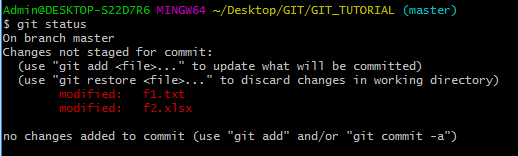 Admin@DESKTOP-S22D7R6 MINGW64 ~/Desktop/GIT/GIT_TUTORIAL (master)
$ git status
On branch master
Changes not staged for commit:
  (use "git add <file>..." to update what will be committed)
  (use "git restore <file>..." to discard changes in working directory)
        modified:   f1.txt
        modified:   f2.xlsx

no changes added to commit (use "git add" and/or "git commit -a")